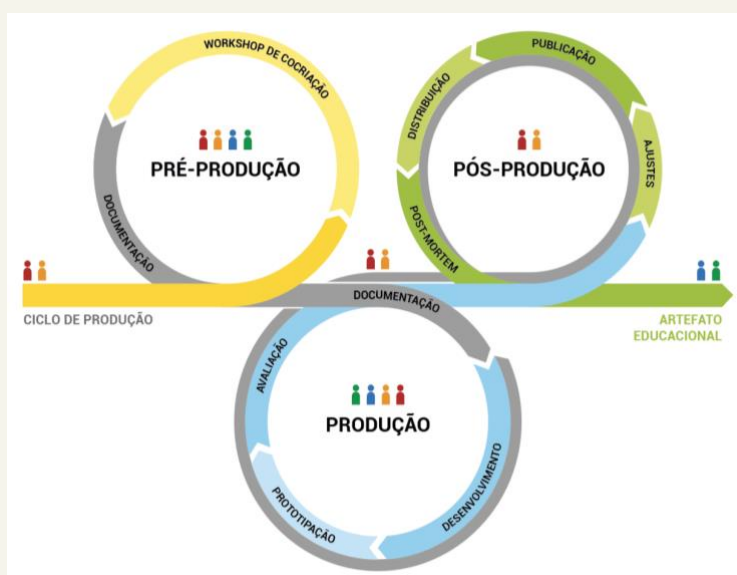 WORKSHOP DE COCRIAÇÃO
PRÉ-PRODUÇÃO
DOCUMENTAÇÃO
PUBLICAÇÃO
DISTRIBUIÇÃO
PÓS-PRODUÇÃO
AJUSTES
POST-MORTEM
CICLO DE PRODUÇÃO
DOCUMENTAÇÃO
ARTEFATO
EDUCACIONAL
AVALIAÇÃO
PRODUÇÃO
PROTOTIPAÇÃO
DESENVOLVIMENTO